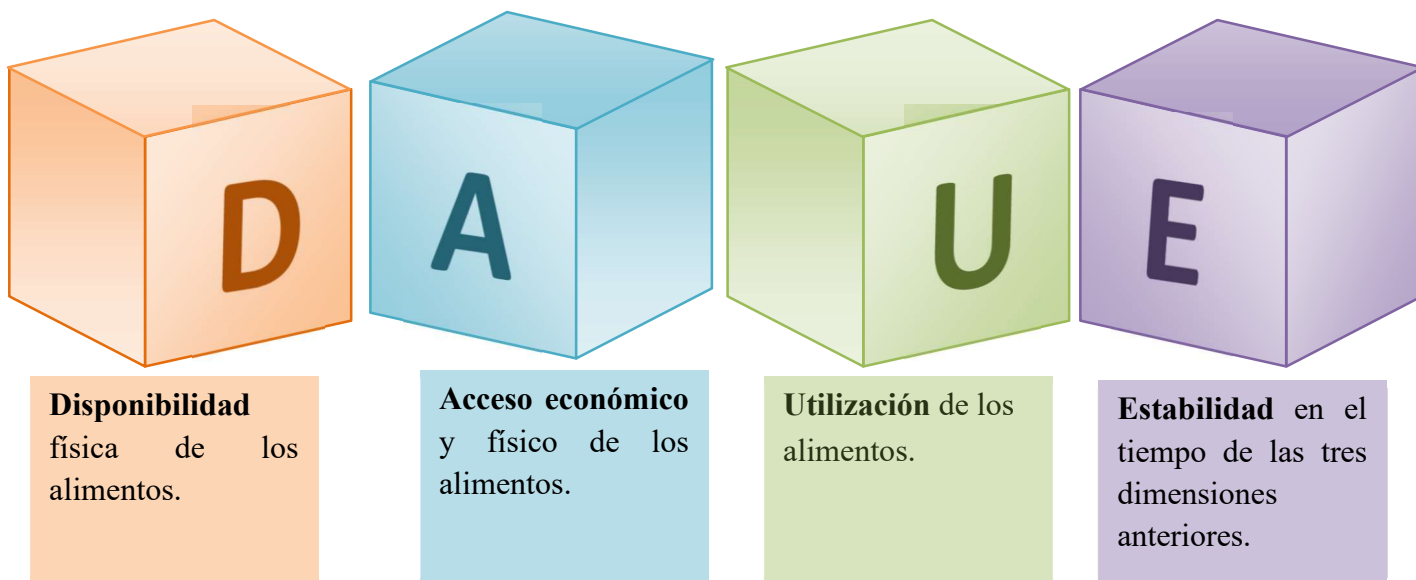 D
A
U
E
Disponibilidad
física de los
alimentos.
Acceso económico
y físico de los
alimentos.
Utilización de los
alimentos.
Estabilidad en el
tiempo de las tres
dimensiones
anteriores.